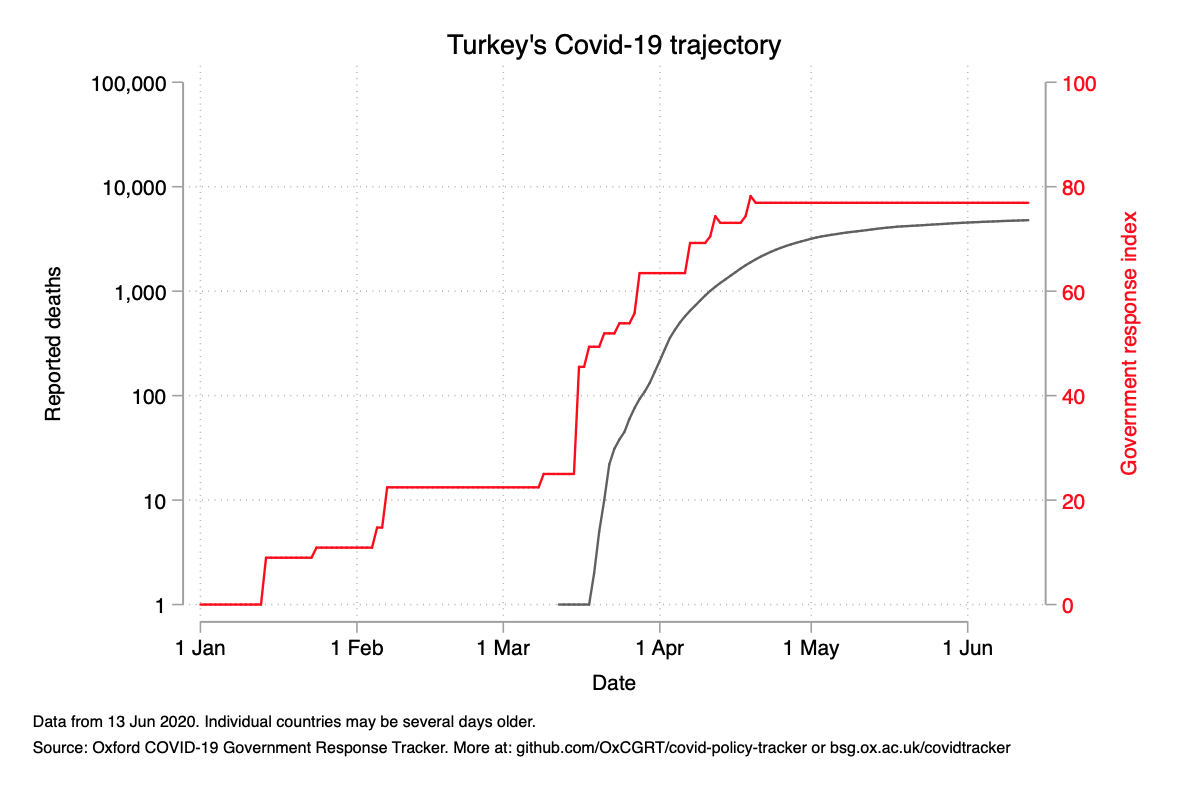 Turkey's Covid-19 trajectory
100,000
10,000
1,000
100
10
1
Reported deaths
100
80
60
40
20
0
Government response index
1 Jan 1 Feb 1 Mar 1 Apr 1 May 1 Jun
Date
Data from 13 Jun 2020. Individual countries may be several days older.
Source: Oxford COVID-19 Government Response Tracker. More at: github.com/OxCGRT/covid-policy-tracker or bsg.ox.ac.uk/covidtracker